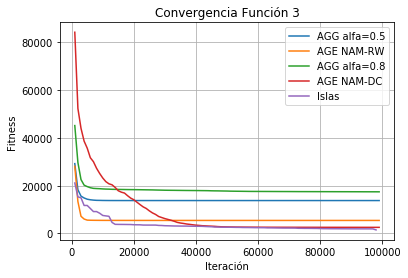 Convergencia Función 3
AGG alfa=0.5
AGE NAM-RW
AGG alfa=0.8
AGE NAM-DC
Islas
80000
60000
40000
20000
0
Fitness
0 20000 40000 60000 80000 100000
Iteración